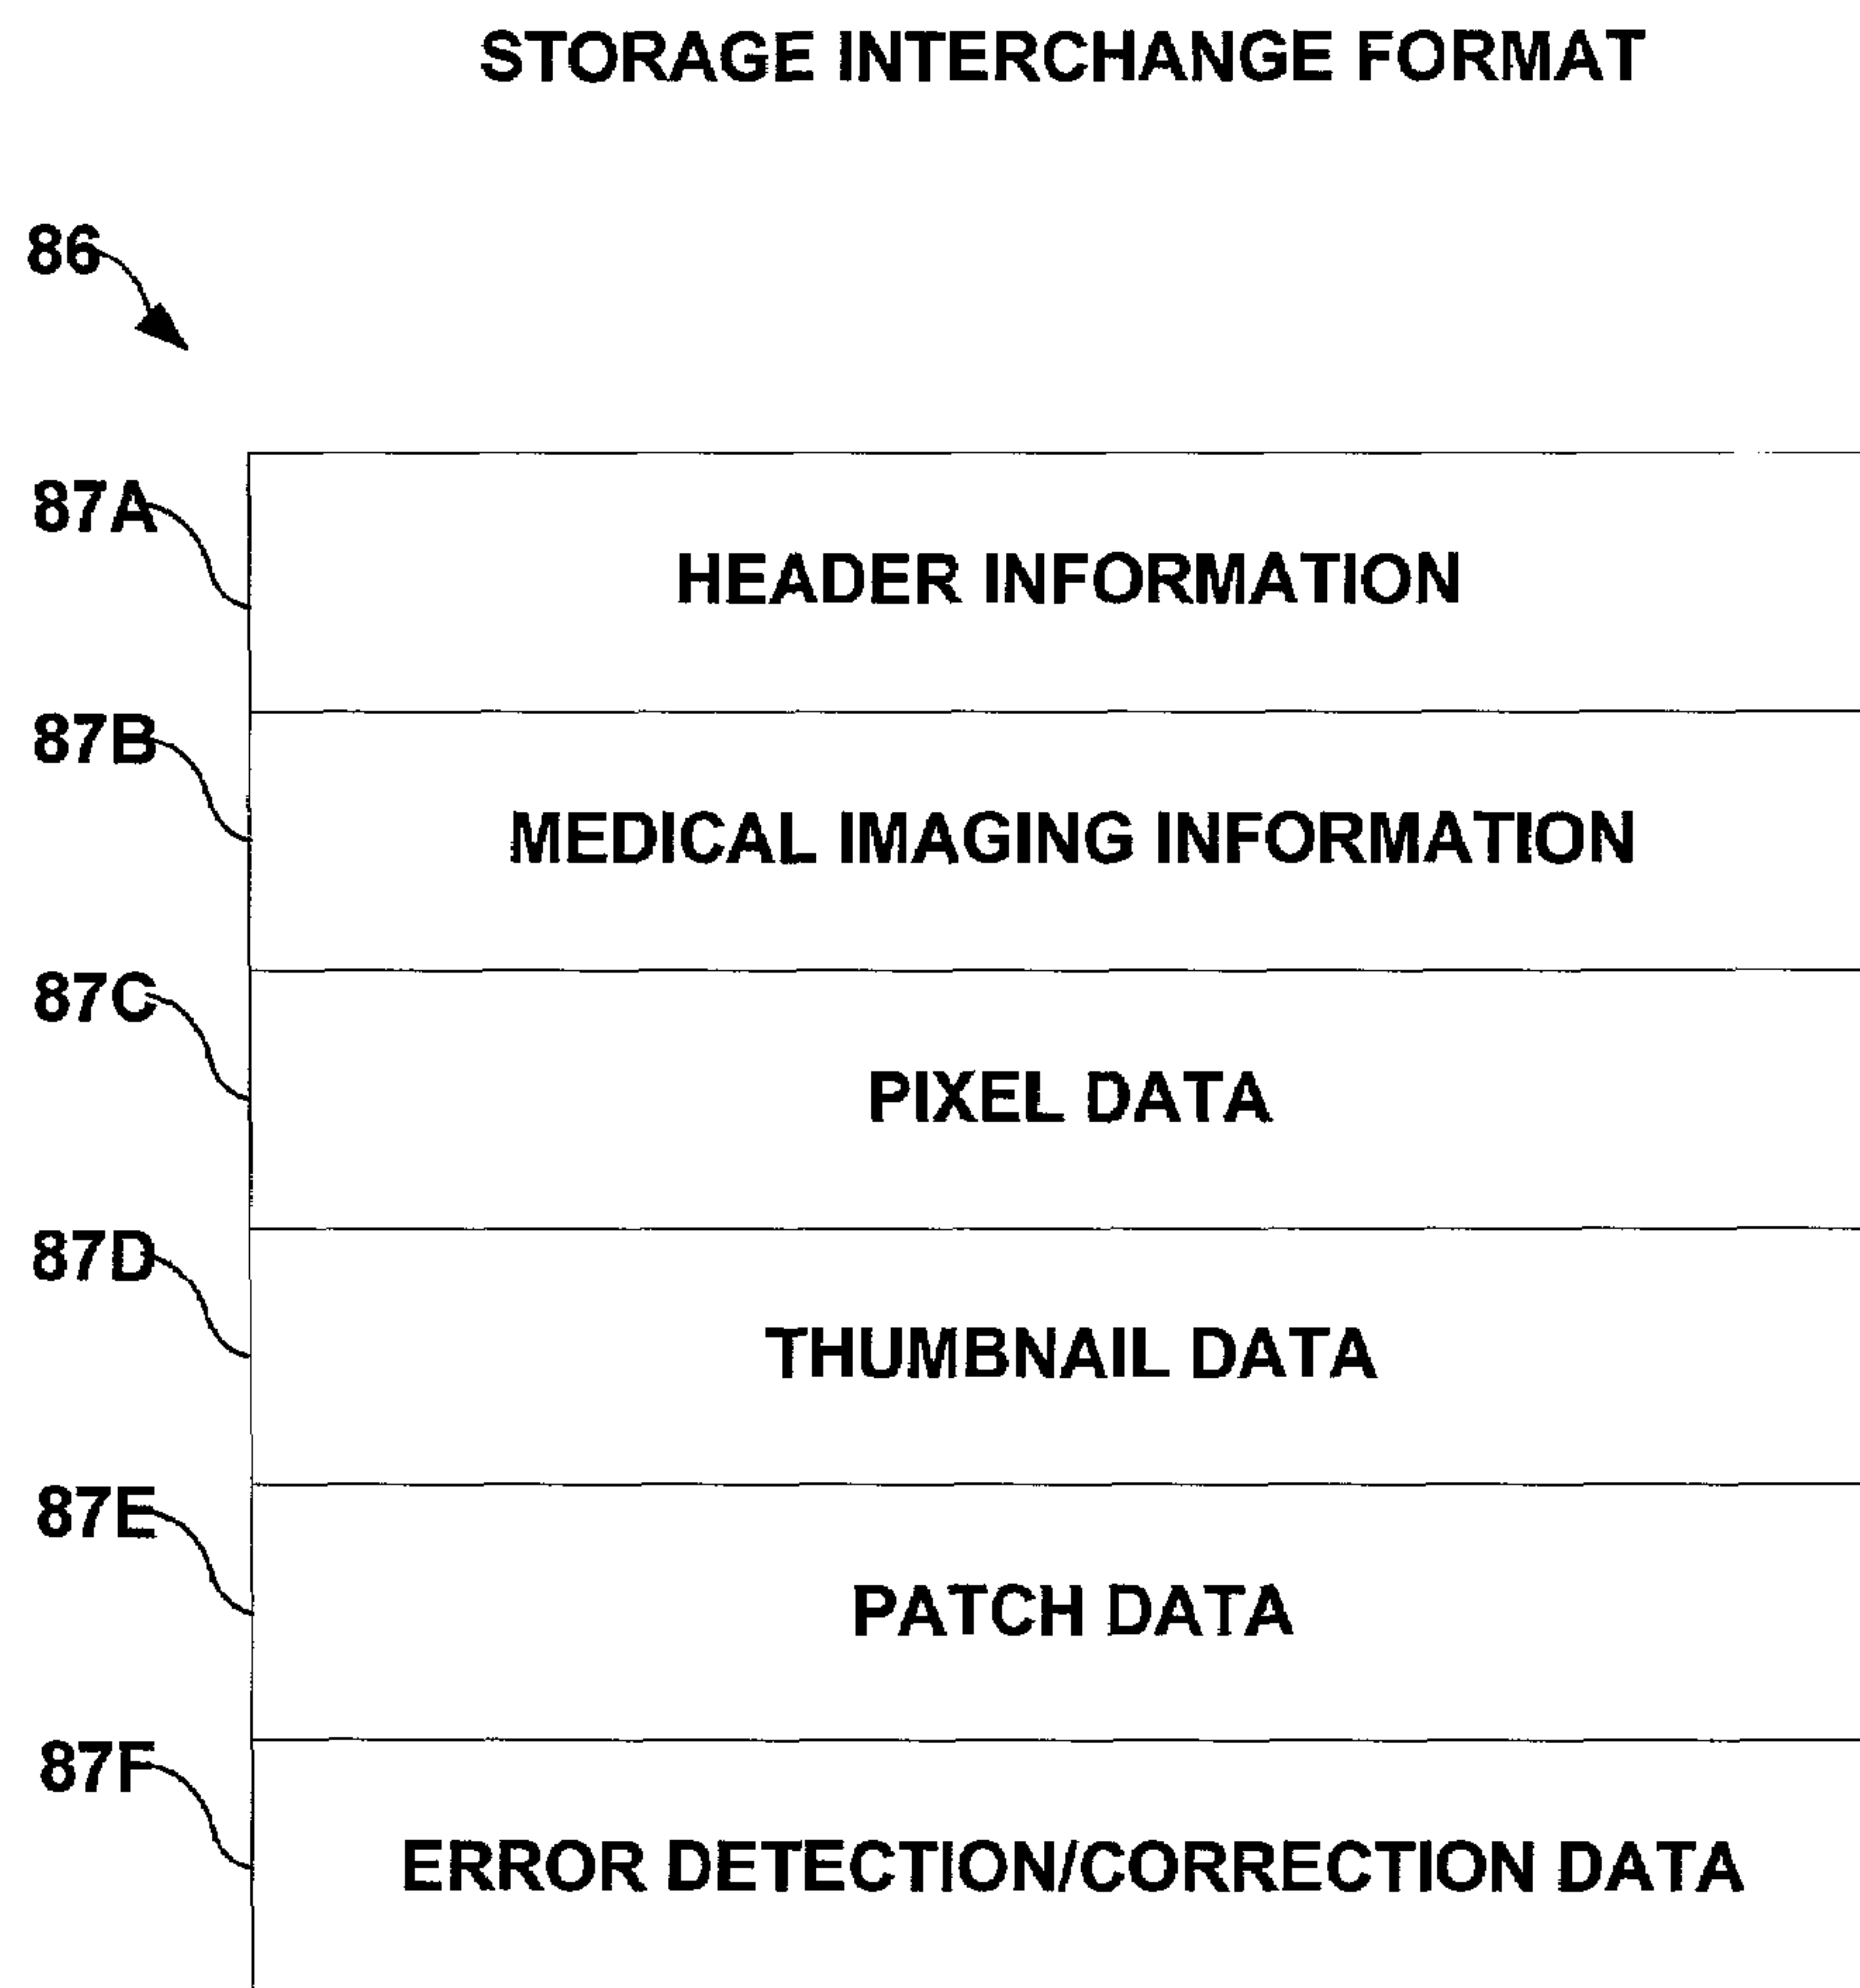 STORAGE INTERCHANGE FORMAT
86
87A
HEADER INFORMATION
87B
MEDICAL IMAGING INFORMATION
87C
PIXEL DATA
87D
THUMBNAIL DATA
87E
PATCH DATA
87F
ERROR DETECTION/CORRECTION DATA